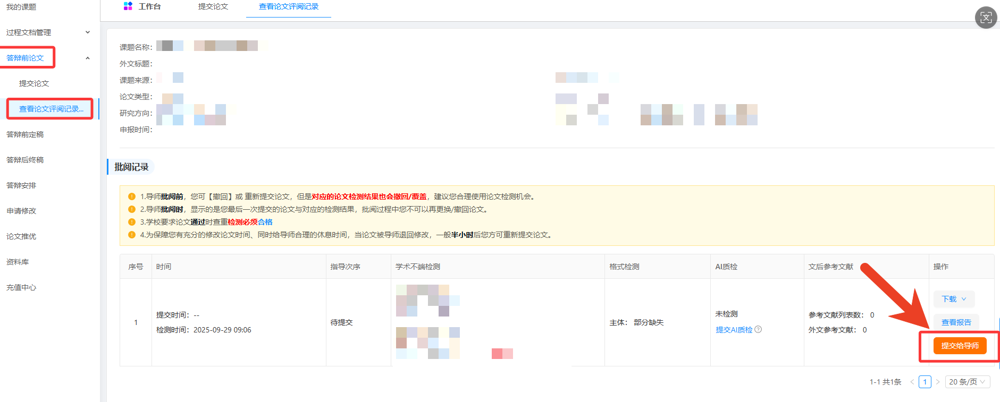 我的课题
过程文档管理
答辩前论文
提交论文
查看论文评阅记录...
答辩前定稿
答辩后终稿
答辩安排
申请修改
论文推优
资料库
充值中心
工作台 提交论文 查看论文评阅记录
课题名称：
外文标题：
课题来源：
论文类型：
研究方向：
申报时间：
批阅记录
1.导师批阅前，您可【撤回】或 重新提交论文，但是对应的论文检测结果也会撤回/覆盖，建议您合理使用论文检测机会。
2.导师批阅时，显示的是您最后一次提交的论文与对应的检测结果，批阅过程中您不可以再更换/撤回论文。
3.学校要求论文通过时查重检测必须合格
4.为保障您有充分的修改论文时间、同时给导师合理的休息时间，当论文被导师退回修改，一般半小时后您方可重新提交论文。
序号 时间 指导次序 学术不端检测 格式检测 AI质检 文后参考文献 操作
1
提交时间：--
检测时间：2025-09-29 09:06
待提交
主体： 部分缺失
未检测
提交AI质检
参考文献列表数： 0
外文参考文献： 0
下载
查看报告
提交给导师
1-1 共1条 < 1 > 20 条/页
文